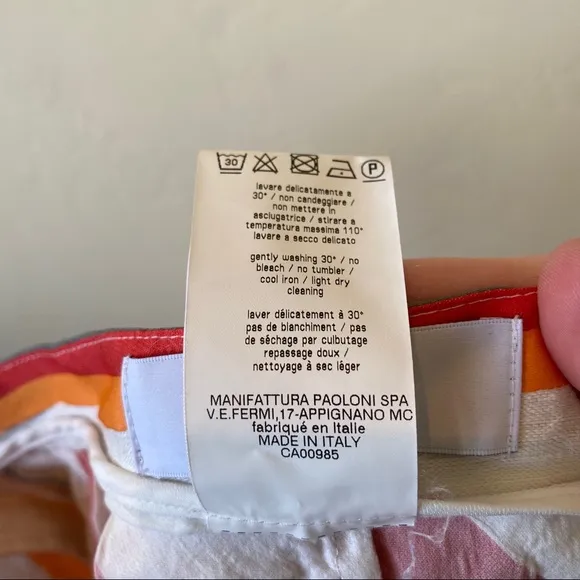 30
P
lavare delicatamente a
30° / non candeggiare /
non mettere in
asciugatrice / stirare a
temperatura massima 110°
lavare a secco delicato
gently washing 30° / no
bleach / no tumbler /
cool iron / light dry
cleaning
laver délicatement à 30°
pas de blanchiment / pas
de séchage par culbutage
repassage doux /
nettoyage à sec léger
MANIFATTURA PAOLONI SPA
V.E.FERMI,17-APPIGNANO MC
fabriqué en Italie
MADE IN ITALY
CA00985